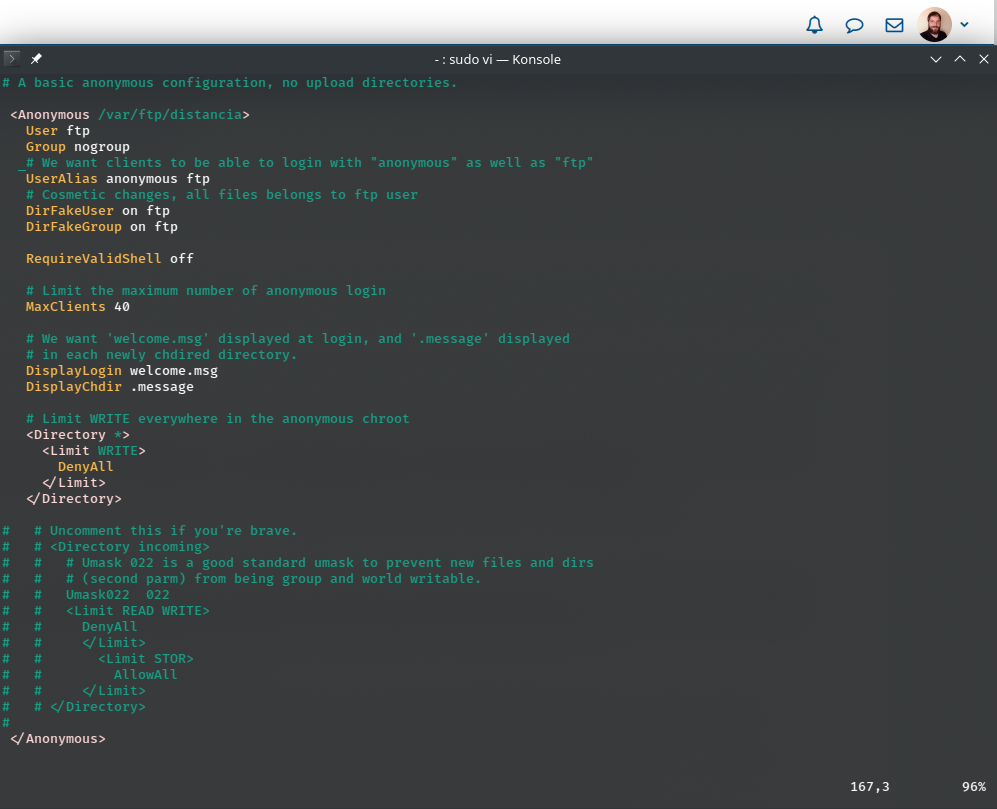 - : sudo vi — Konsole
# A basic anonymous configuration, no upload directories.
<Anonymous /var/ftp/distancia>
User ftp
Group nogroup
_# We want clients to be able to login with "anonymous" as well as "ftp"
UserAlias anonymous ftp
# Cosmetic changes, all files belongs to ftp user
DirFakeUser on ftp
DirFakeGroup on ftp
RequireValidShell off
# Limit the maximum number of anonymous login
MaxClients 40
# We want 'welcome.msg' displayed at login, and '.message' displayed
# in each newly chdired directory.
DisplayLogin welcome.msg
DisplayChdir .message
# Limit WRITE everywhere in the anonymous chroot
<Directory *>
<Limit WRITE>
DenyAll
</Limit>
</Directory>
#   # Uncomment this if you're brave.
#   # <Directory incoming>
#   #   # Umask 022 is a good standard umask to prevent new files and dirs
#   #   # (second parm) from being group and world writable.
#   #   Umask022  022
#   #   <Limit READ WRITE>
#   #     DenyAll
#   #     </Limit>
#   #       <Limit STOR>
#   #         AllowAll
#   #     </Limit>
#   # </Directory>
#
</Anonymous>
167,3 96%